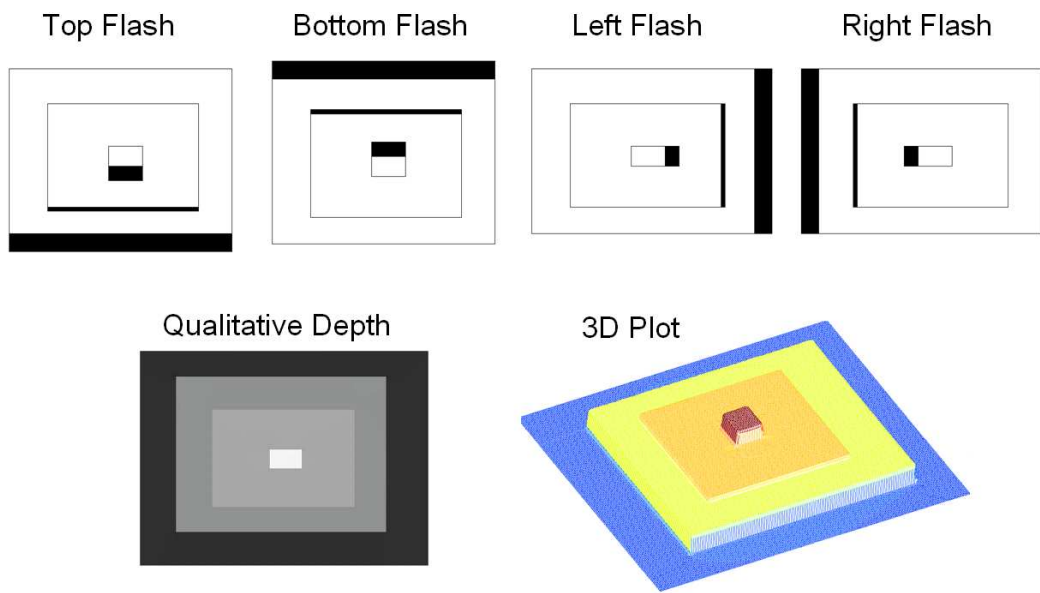 Top Flash
Bottom Flash
Left Flash
Right Flash
Qualitative Depth
3D Plot